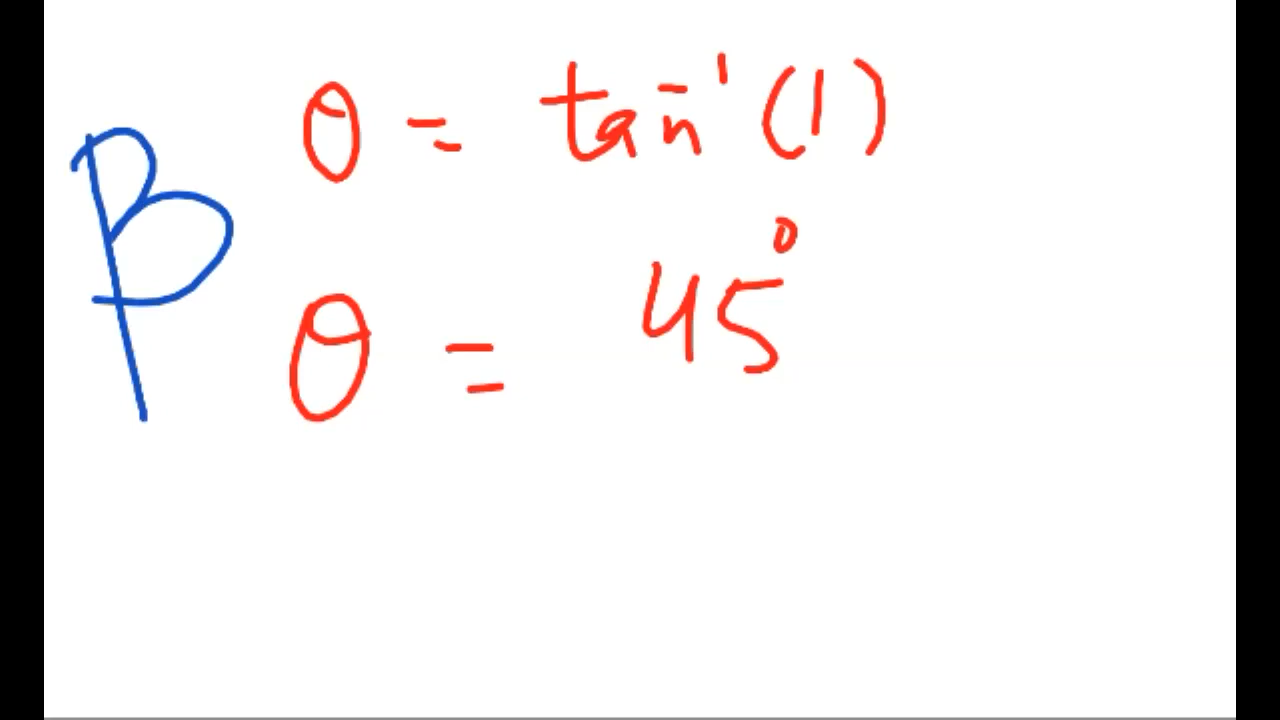 β
θ = tan⁻¹ (1)
θ = 45°